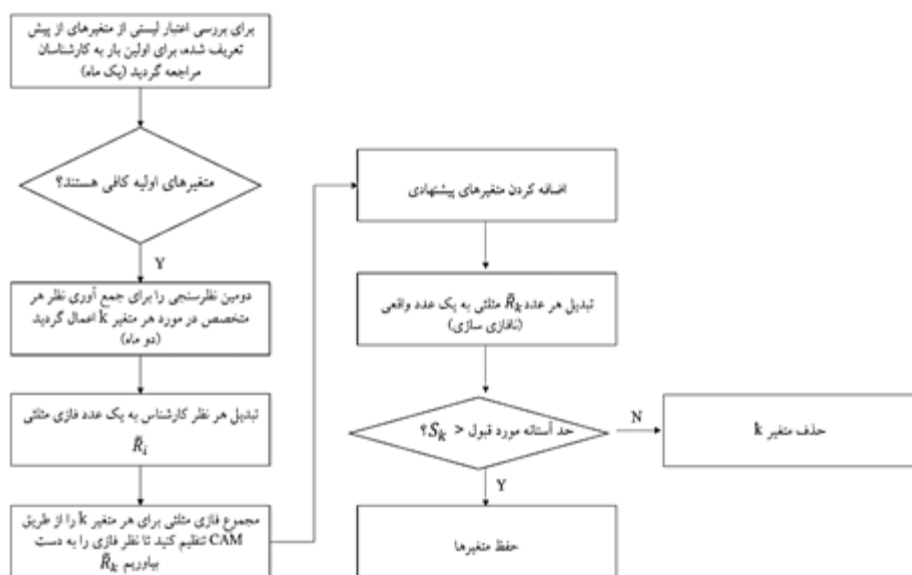 برای بررسی اعتبار لیستی از متغیرهای از پیش
تعریف شده، برای اولین بار به کارشناسان
مراجعه گردید (یک ماه)
متغیرهای اولیه کافی هستند؟
Y
دومین نظرسنجی را برای جمع آوری نظر هر
متخصص در مورد هر متغیر k اعمال گردید
(دو ماه)
تبدیل هر نظر کارشناس به یک عدد فازی مثلثی
R̃ᵢ
مجموع فازی مثلثی برای هر متغیر k را از طریق
CAM تنظیم کنید تا نظر فازی را به دست
بیاوریم R̃ₖ
اضافه کردن متغیرهای پیشنهادی
تبدیل هر عدد R̃ₖ مثلثی به یک عدد واقعی
(نافازی سازی)
حد آستانه مورد قبول > Sₖ؟
N
حذف متغیر k
Y
حفظ متغیرها